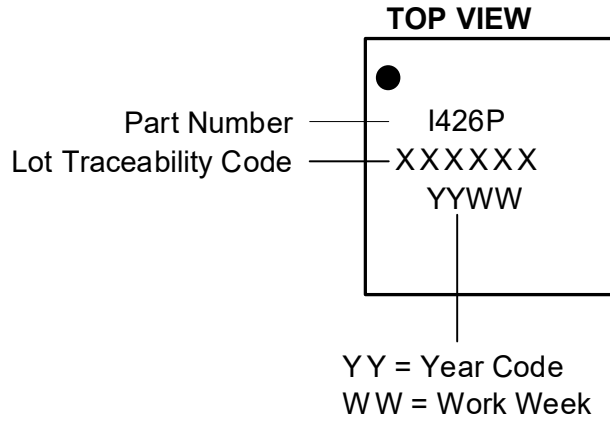 TOP VIEW
Part Number
I426P
Lot Traceability Code
XXXXXX
YYWW
YY = Year Code
WW = Work Week